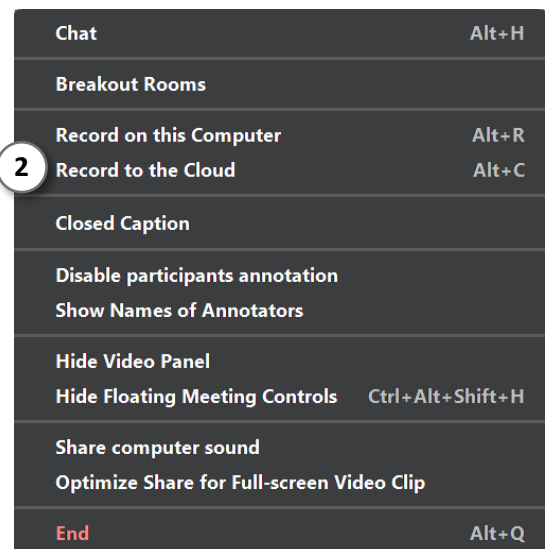 Chat Alt+H
Breakout Rooms
Record on this Computer Alt+R
2 Record to the Cloud Alt+C
Closed Caption
Disable participants annotation
Show Names of Annotators
Hide Video Panel
Hide Floating Meeting Controls Ctrl+Alt+Shift+H
Share computer sound
Optimize Share for Full-screen Video Clip
End Alt+Q